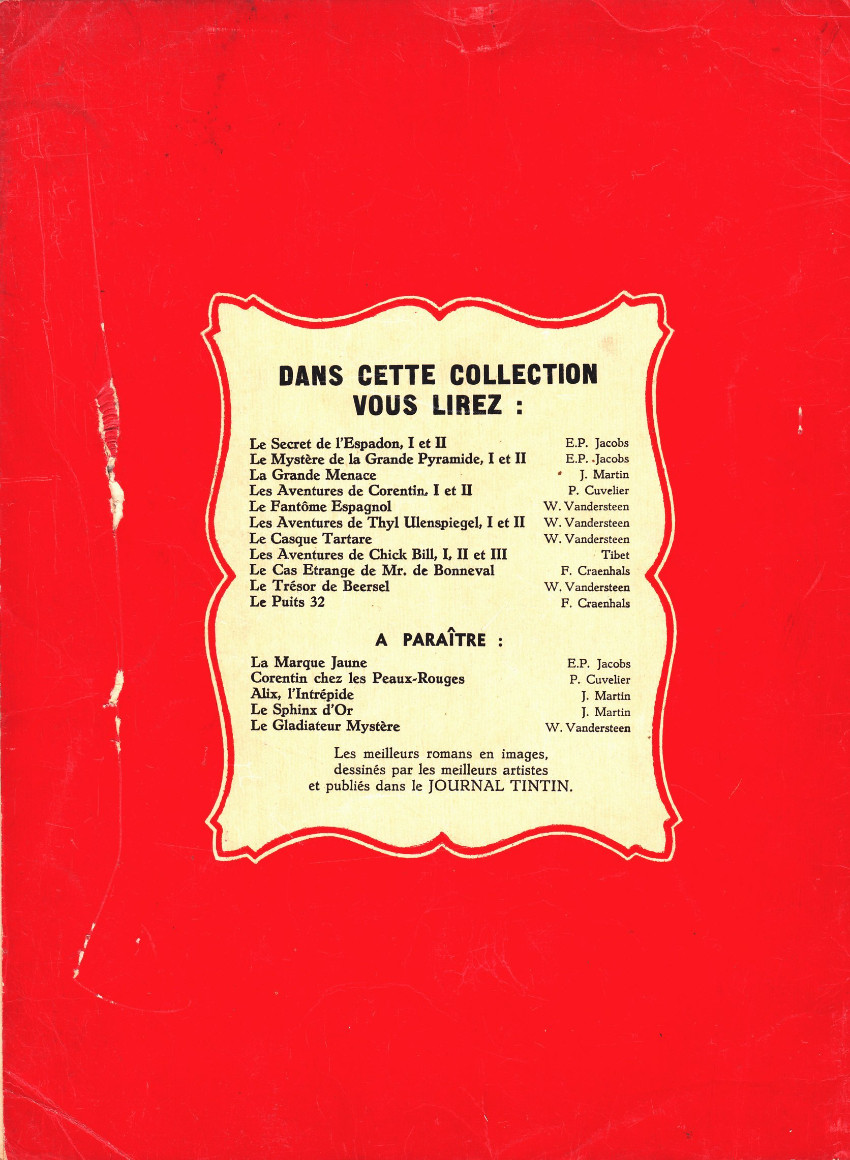 DANS CETTE COLLECTION
VOUS LIREZ :
Le Secret de l'Espadon, I et II E.P. Jacobs
Le Mystère de la Grande Pyramide, I et II E.P. Jacobs
La Grande Menace J. Martin
Les Aventures de Corentin, I et II P. Cuvelier
Le Fantôme Espagnol W. Vandersteen
Les Aventures de Thyl Ulenspiegel, I et II W. Vandersteen
Le Casque Tartare W. Vandersteen
Les Aventures de Chick Bill, I, II et III Tibet
Le Cas Etrange de Mr. de Bonneval F. Craenhals
Le Trésor de Beersel W. Vandersteen
Le Puits 32 F. Craenhals
A PARAÎTRE :
La Marque Jaune E.P. Jacobs
Corentin chez les Peaux-Rouges P. Cuvelier
Alix, l'Intrépide J. Martin
Le Sphinx d'Or J. Martin
Le Gladiateur Mystère W. Vandersteen
Les meilleurs romans en images,
dessinés par les meilleurs artistes
et publiés dans le JOURNAL TINTIN.